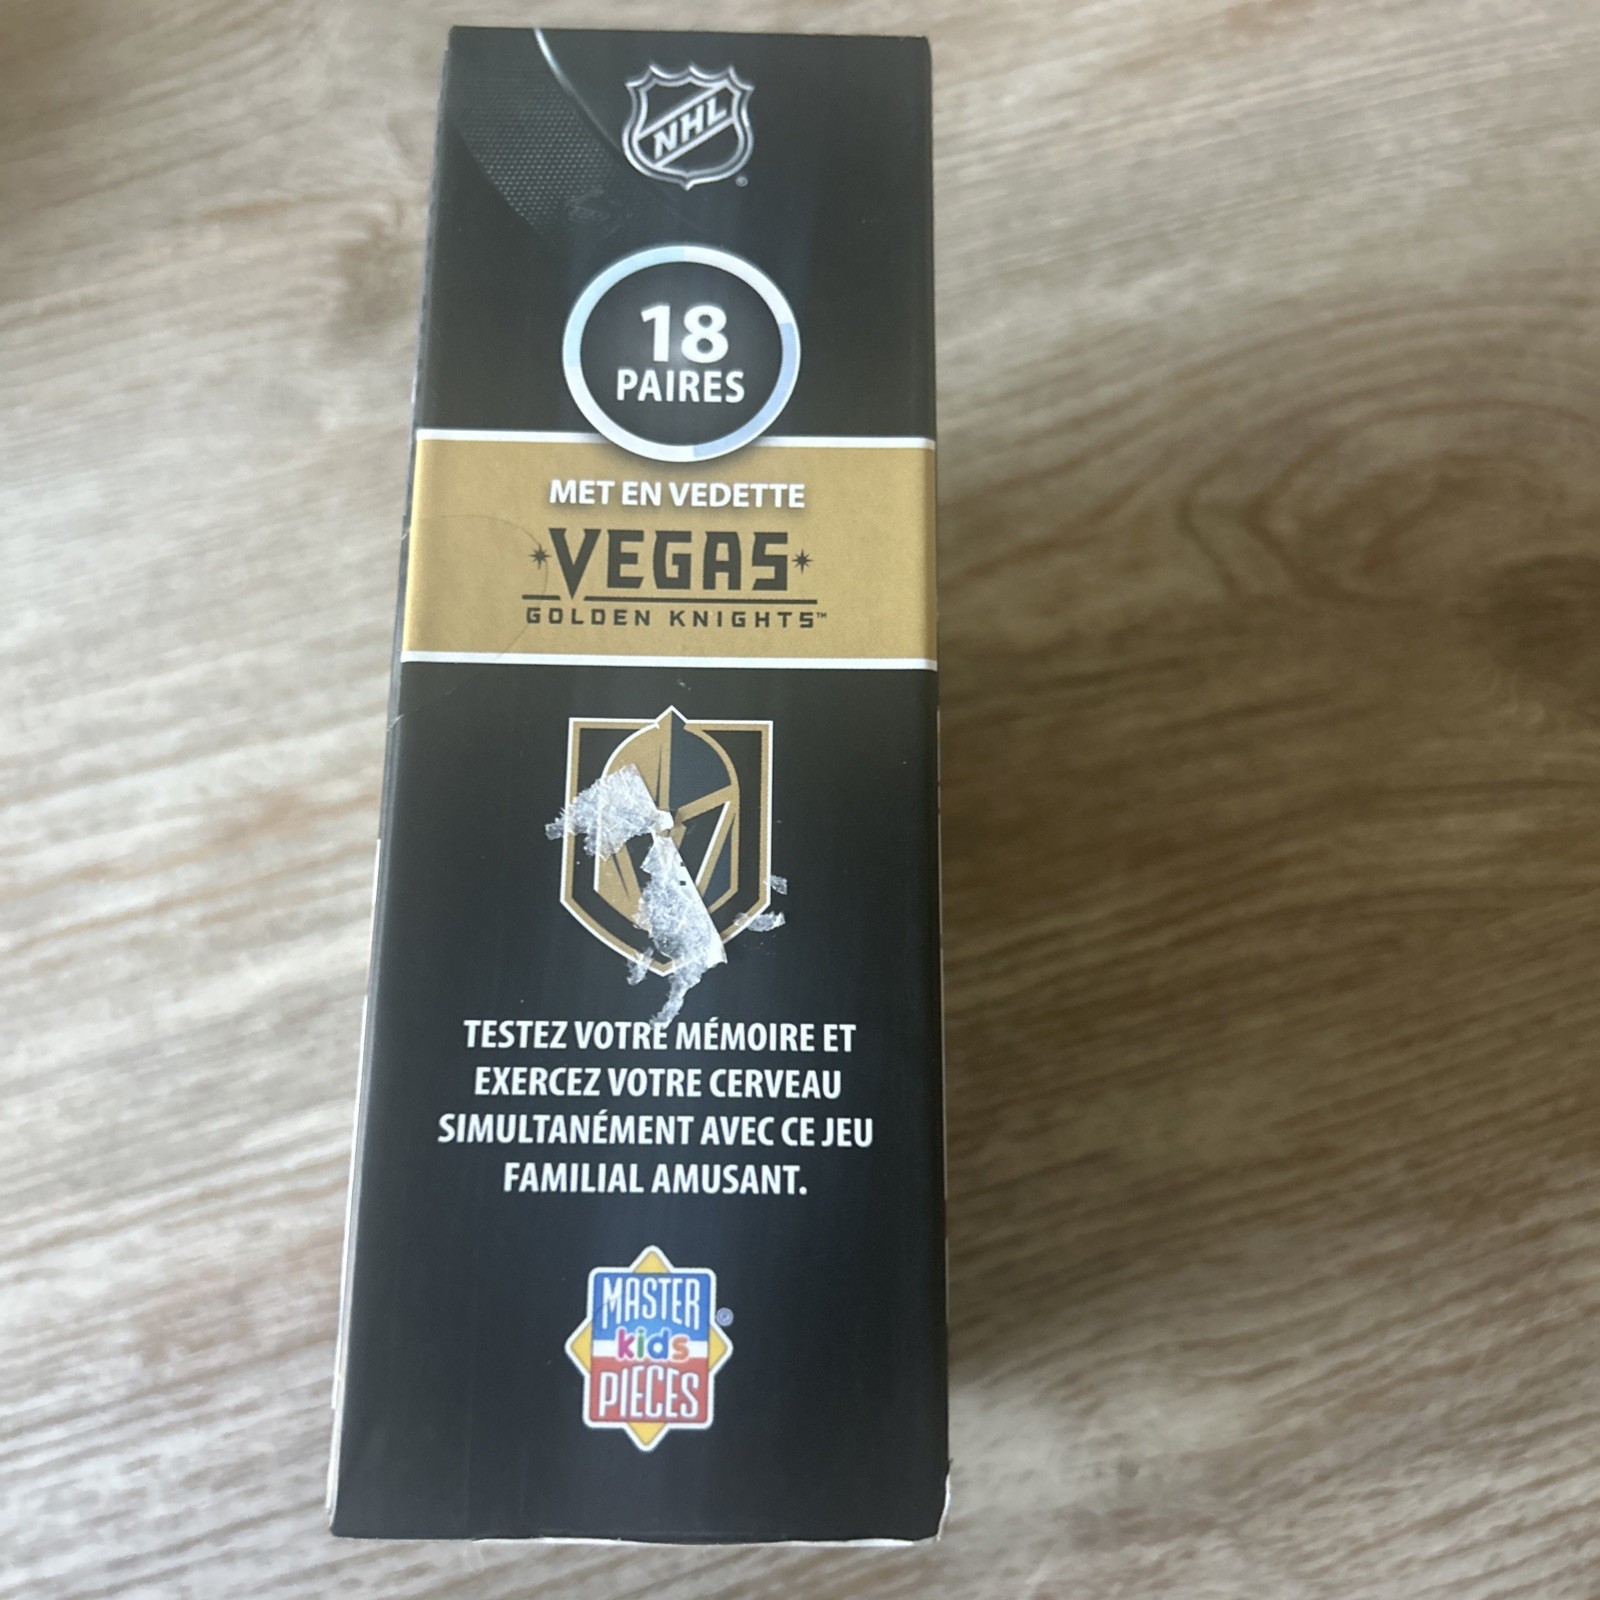 NHL
18
PAIRES
MET EN VEDETTE
VEGAS
GOLDEN KNIGHTS™
TESTEZ VOTRE MÉMOIRE ET
EXERCEZ VOTRE CERVEAU
SIMULTANÉMENT AVEC CE JEU
FAMILIAL AMUSANT.
MASTER
kids
PIECES